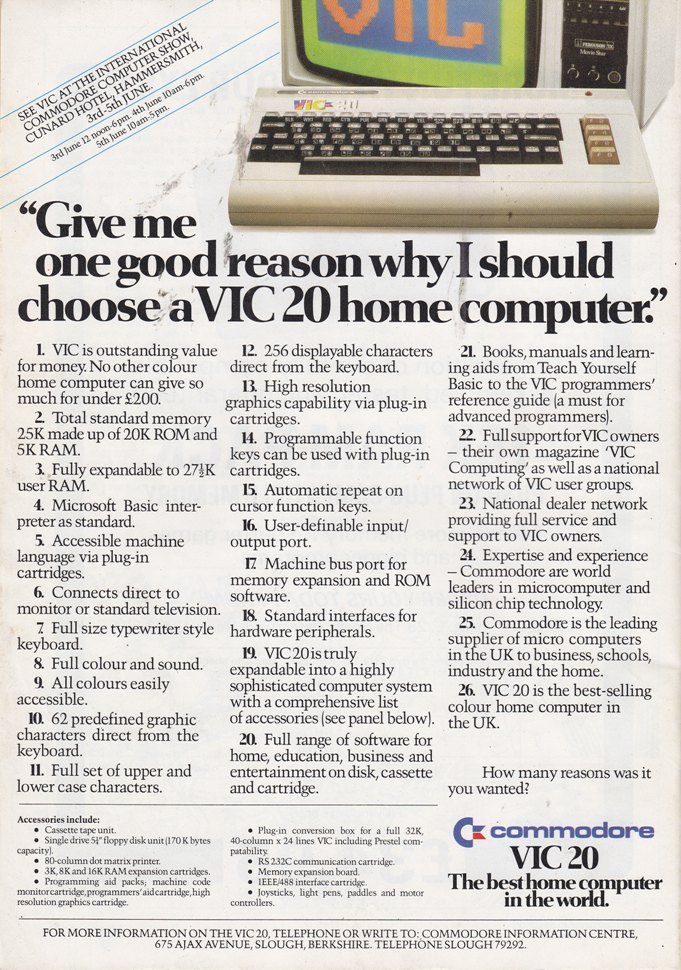 SEE VIC AT THE INTERNATIONAL
COMMODORE COMPUTER SHOW,
CUNARD HOTEL, HAMMERSMITH,
3rd-5th JUNE.
3rd June 12 noon-6pm. 4th June 10am-6pm.
5th June 10am-5pm.
VIC
FERGUSON TX
Movie Star
commodore
VIC 20
“Give me
one good reason why I should
choose a VIC 20 home computer.”
1. VIC is outstanding value
for money. No other colour
home computer can give so
much for under £200.
2. Total standard memory
25K made up of 20K ROM and
5K RAM.
3. Fully expandable to 27½K
user RAM.
4. Microsoft Basic inter-
preter as standard.
5. Accessible machine
language via plug-in
cartridges.
6. Connects direct to
monitor or standard television.
7. Full size typewriter style
keyboard.
8. Full colour and sound.
9. All colours easily
accessible.
10. 62 predefined graphic
characters direct from the
keyboard.
11. Full set of upper and
lower case characters.
12. 256 displayable characters
direct from the keyboard.
13. High resolution
graphics capability via plug-in
cartridges.
14. Programmable function
keys can be used with plug-in
cartridges.
15. Automatic repeat on
cursor function keys.
16. User-definable input/
output port.
17. Machine bus port for
memory expansion and ROM
software.
18. Standard interfaces for
hardware peripherals.
19. VIC 20 is truly
expandable into a highly
sophisticated computer system
with a comprehensive list
of accessories (see panel below).
20. Full range of software for
home, education, business and
entertainment on disk, cassette
and cartridge.
21. Books, manuals and learn-
ing aids from Teach Yourself
Basic to the VIC programmers’
reference guide (a must for
advanced programmers).
22. Full support for VIC owners
– their own magazine ‘VIC
Computing’ as well as a national
network of VIC user groups.
23. National dealer network
providing full service and
support to VIC owners.
24. Expertise and experience
– Commodore are world
leaders in microcomputer and
silicon chip technology.
25. Commodore is the leading
supplier of micro computers
in the UK to business, schools,
industry and the home.
26. VIC 20 is the best-selling
colour home computer in
the UK.
How many reasons was it
you wanted?
Accessories include:
● Cassette tape unit.
● Single drive 5¼" floppy disk unit (170 K bytes
capacity).
● 80-column dot matrix printer.
● 3K, 8K and 16K RAM expansion cartridges.
● Programming aid packs; machine code
monitor cartridge, programmers’ aid cartridge, high
resolution graphics cartridge.
● Plug-in conversion box for a full 32K,
40-column x 24 lines VIC including Prestel com-
patability.
● RS 232C communication cartridge.
● Memory expansion board.
● IEEE/488 interface cartridge.
● Joysticks, light pens, paddles and motor
controllers.
commodore
VIC 20
The best home computer
in the world.
FOR MORE INFORMATION ON THE VIC 20, TELEPHONE OR WRITE TO: COMMODORE INFORMATION CENTRE,
675 AJAX AVENUE, SLOUGH, BERKSHIRE. TELEPHONE SLOUGH 79292.